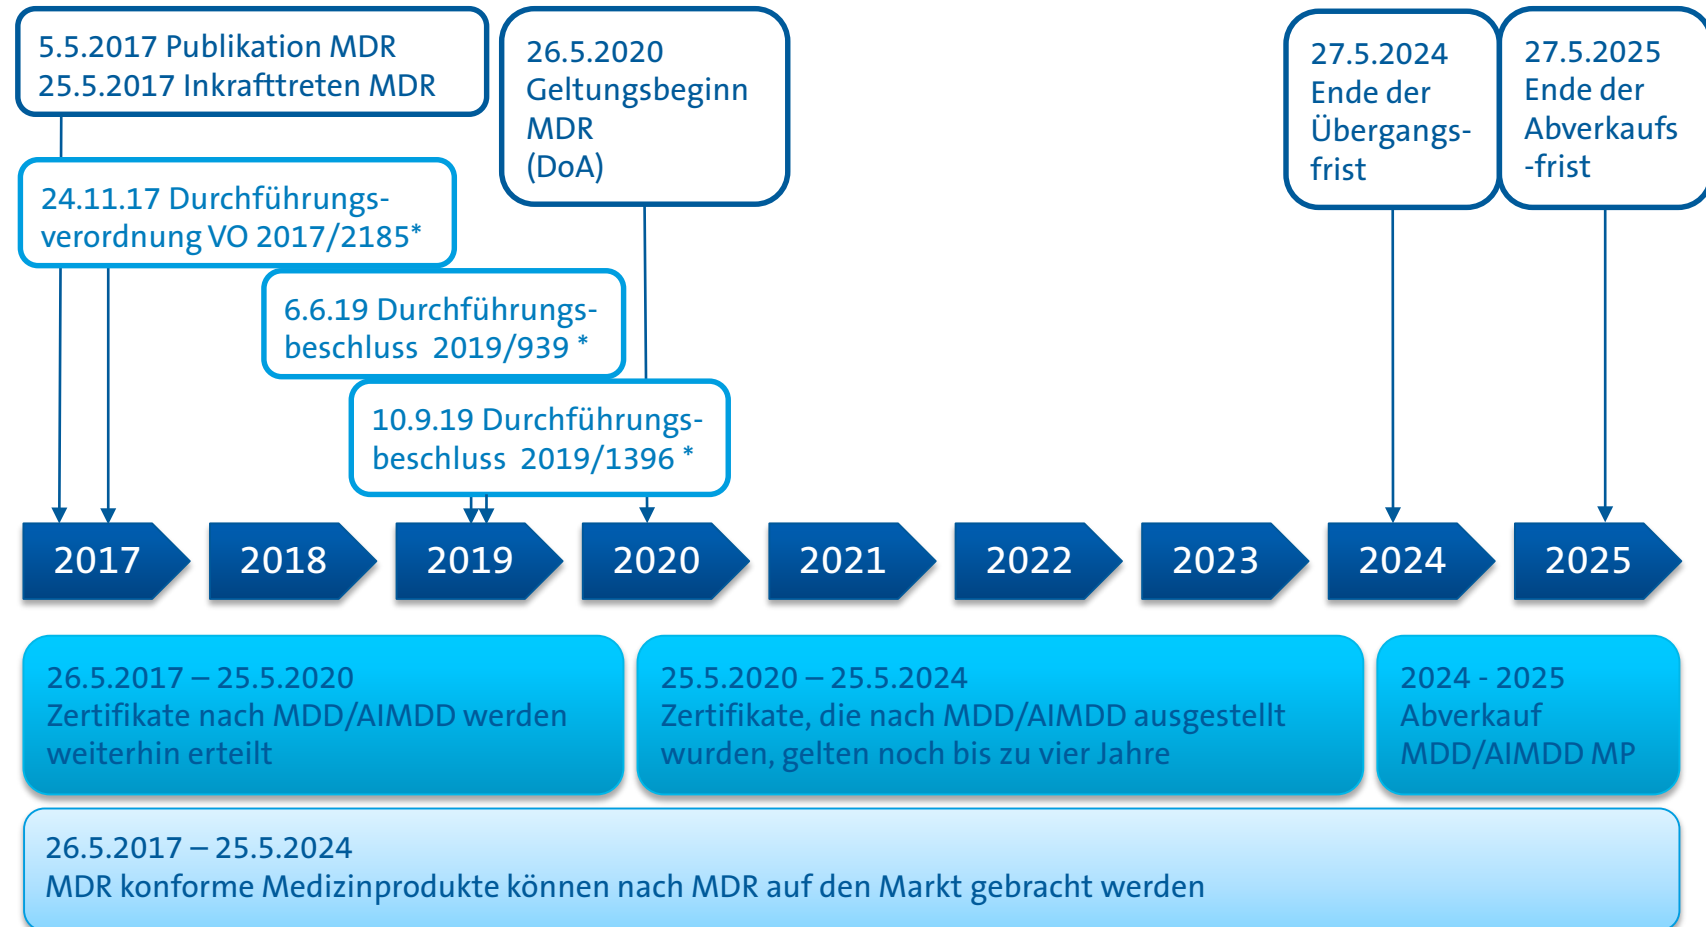 5.5.2017 Publikation MDR
25.5.2017 Inkrafttreten MDR
26.5.2020
Geltungsbeginn
MDR
(DoA)
27.5.2024
Ende der
Übergangs-
frist
27.5.2025
Ende der
Abverkaufs
-frist
24.11.17 Durchführungs-
verordnung VO 2017/2185*
6.6.19 Durchführungs-
beschluss 2019/939 *
10.9.19 Durchführungs-
beschluss 2019/1396 *
2017
2018
2019
2020
2021
2022
2023
2024
2025
26.5.2017 – 25.5.2020
Zertifikate nach MDD/AIMDD werden
weiterhin erteilt
25.5.2020 – 25.5.2024
Zertifikate, die nach MDD/AIMDD ausgestellt
wurden, gelten noch bis zu vier Jahre
2024 - 2025
Abverkauf
MDD/AIMDD MP
26.5.2017 – 25.5.2024
MDR konforme Medizinprodukte können nach MDR auf den Markt gebracht werden